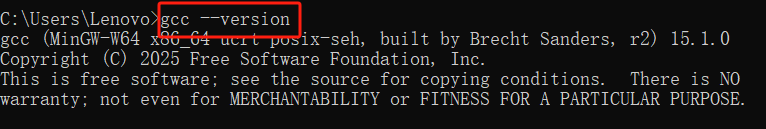 C:\Users\Lenovo>gcc --version
gcc (MinGW-W64 x86_64-ucrt-posix-seh, built by Brecht Sanders, r2) 15.1.0
Copyright (C) 2025 Free Software Foundation, Inc.
This is free software; see the source for copying conditions.  There is NO
warranty; not even for MERCHANTABILITY or FITNESS FOR A PARTICULAR PURPOSE.